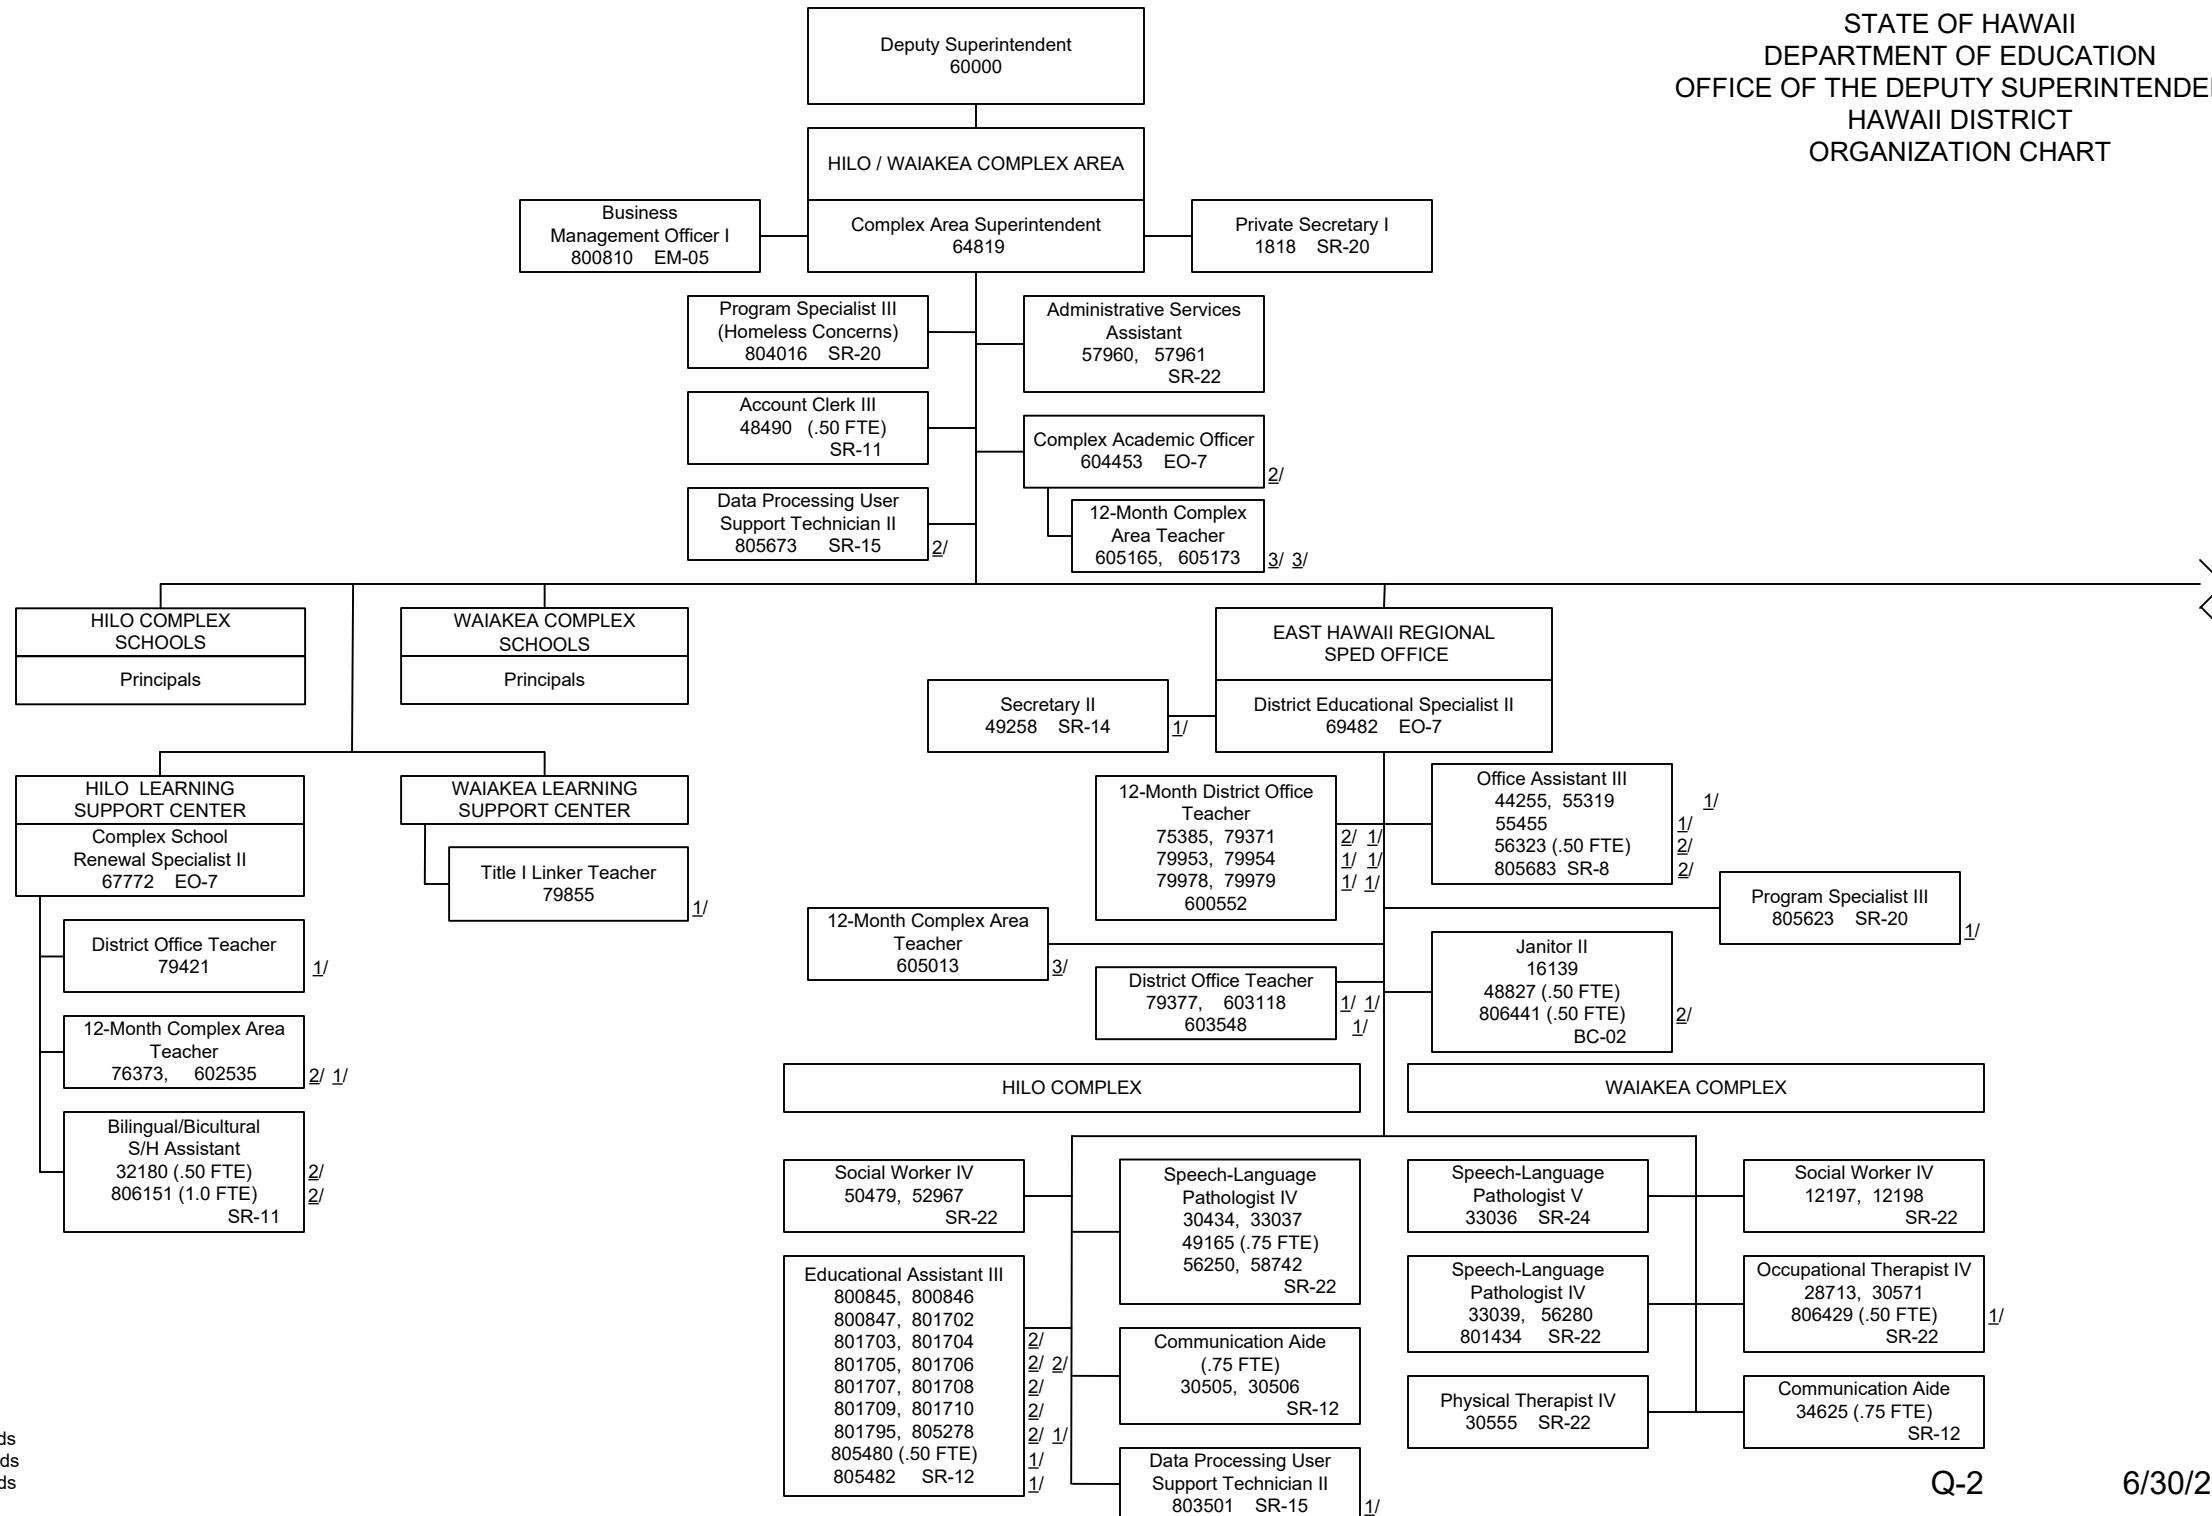 STATE OF HAWAII
DEPARTMENT OF EDUCATION
OFFICE OF THE DEPUTY
HAWAII DISTRICT
ORGANIZATION CHART
Deputy Superintendent
60000
HILO / WAIAKEA COMPLEX AREA
Complex Area Superintendent
64819
Business
Management Officer I
800810 EM-05
Private Secretary I
1818 SR-20
Program Specialist III
(Homeless Concerns)
804016 SR-20
Administrative Services
Assistant
57960, 57961
SR-22
Account Clerk III
48490 (.50 FTE)
SR-11
Complex Academic Officer
604453 EO-7
2/
Data Processing User
Support Technician II
805673 SR-15 2/
12-Month Complex
Area Teacher
605165, 605173 3/ 3/
HILO COMPLEX
SCHOOLS
Principals
WAIAKEA COMPLEX
SCHOOLS
Principals
HILO LEARNING
SUPPORT CENTER
Complex School
Renewal Specialist II
67772 EO-7
District Office Teacher
79421 1/
12-Month Complex Area
Teacher
76373, 602535 2/ 1/
Bilingual/Bicultural
S/H Assistant
32180 (.50 FTE) 2/
806151 (1.0 FTE) 2/
SR-11
WAIAKEA LEARNING
SUPPORT CENTER
Title I Linker Teacher
79855
1/
EAST HAWAII REGIONAL
SPED OFFICE
District Educational Specialist II
69482 EO-7
Secretary II
49258 SR-14 1/
12-Month District Office
Teacher
75385, 79371 2/ 1/
79953, 79954 1/ 1/
79978, 79979 1/ 1/
600552
Office Assistant III
44255, 55319 1/
55455 1/
56323 (.50 FTE) 2/
805683 SR-8 2/
Program Specialist III
805623 SR-20
1/
12-Month Complex Area
Teacher
605013 3/
District Office Teacher
79377, 603118 1/ 1/
603548 1/
Janitor II
16139
48827 (.50 FTE)
806441 (.50 FTE) 2/
BC-02
HILO COMPLEX
Social Worker IV
50479, 52967
SR-22
Speech-Language
Pathologist IV
30434, 33037
49165 (.75 FTE)
56250, 58742
SR-22
Educational Assistant III
800845, 800846
800847, 801702
801703, 801704 2/
801705, 801706 2/ 2/
801707, 801708 2/
801709, 801710 2/
801795, 805278 2/ 1/
805480 (.50 FTE) 1/
805482 SR-12 1/
Communication Aide
(.75 FTE)
30505, 30506
SR-12
Data Processing User
Support Technician II
803501 SR-15 1/
WAIAKEA COMPLEX
Speech-Language
Pathologist V
33036 SR-24
Social Worker IV
12197, 12198
SR-22
Speech-Language
Pathologist IV
33039, 56280
801434 SR-22
Occupational Therapist IV
28713, 30571
806429 (.50 FTE) 1/
SR-22
Physical Therapist IV
30555 SR-22
Communication Aide
34625 (.75 FTE)
SR-12
Q-2 6/30/2